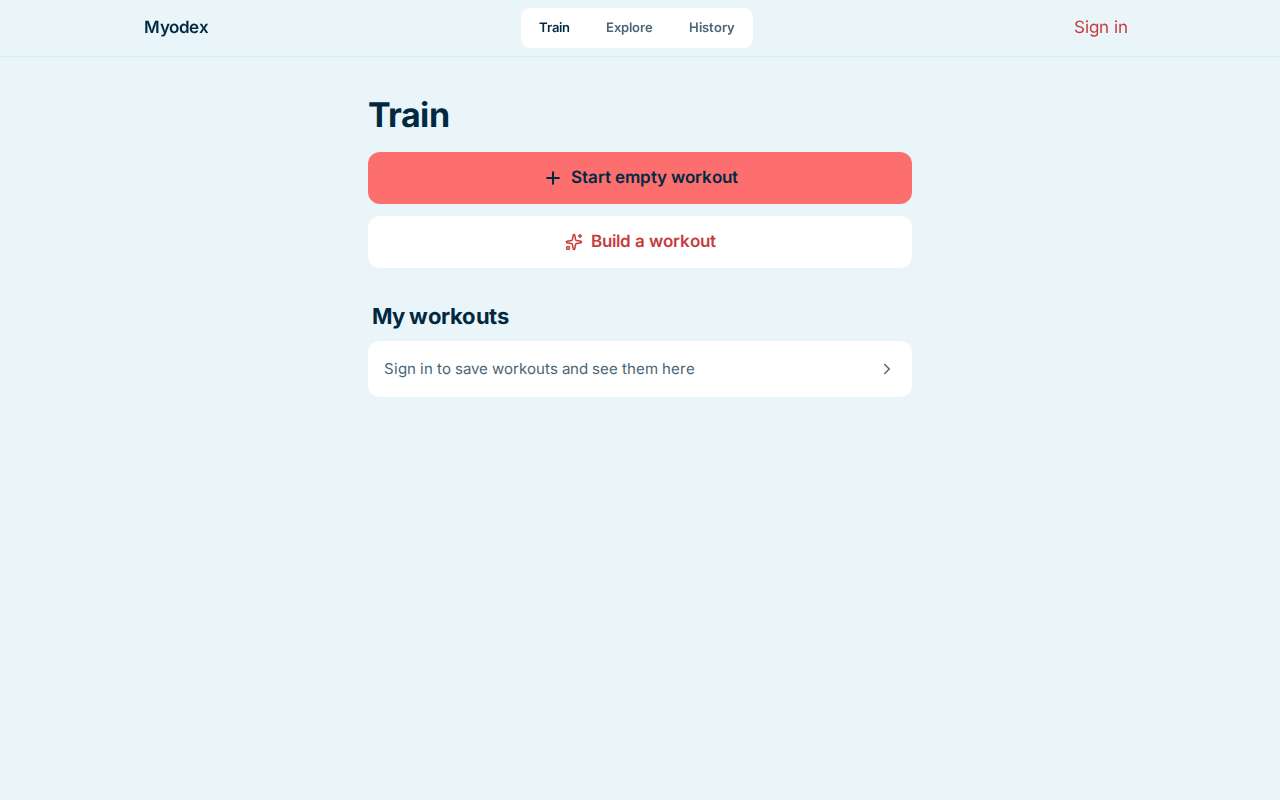 Myodex
Train
Explore
History
Sign in
Train
Start empty workout
Build a workout
My workouts
Sign in to save workouts and see them here